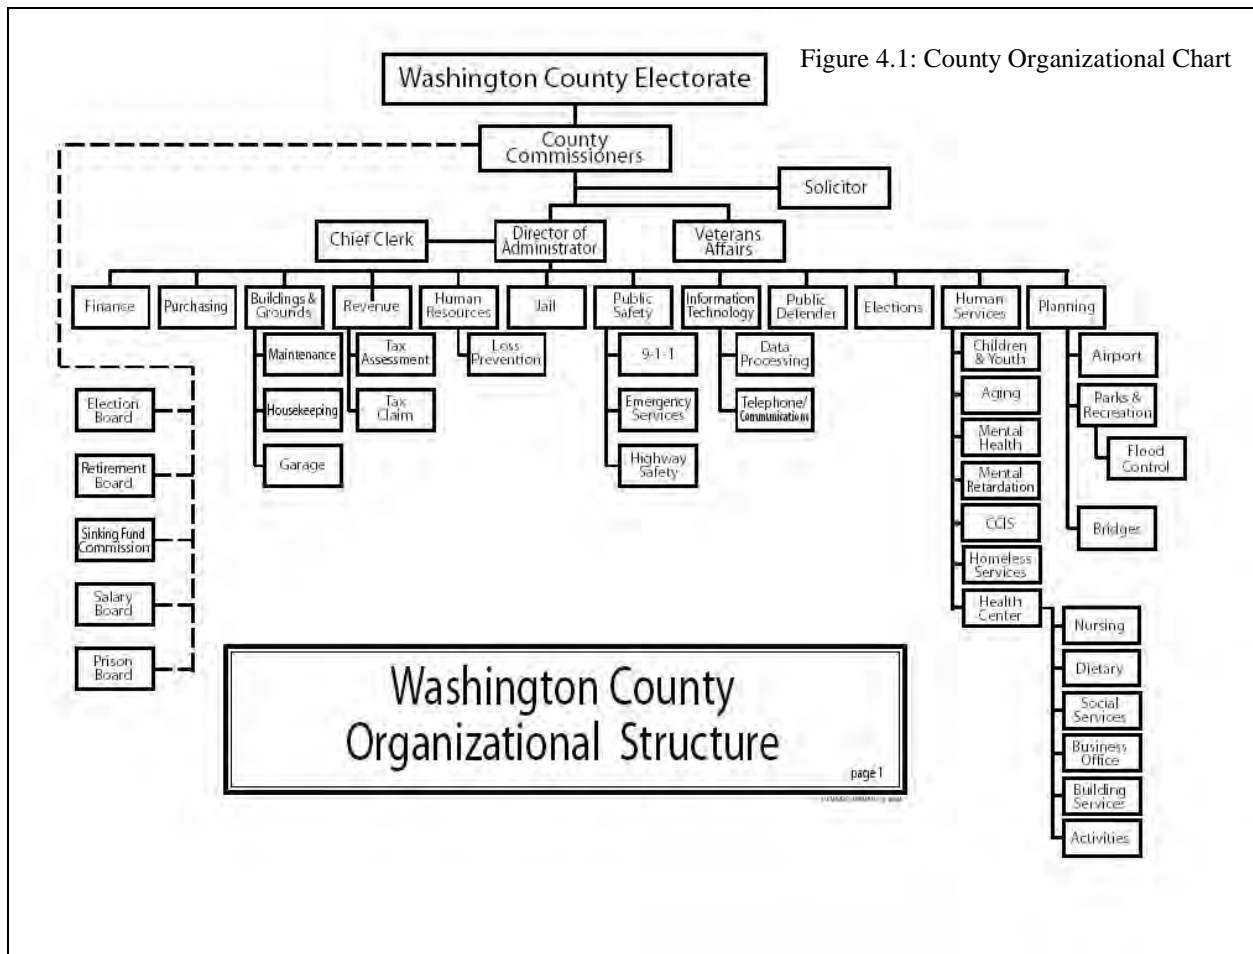 Figure 4.1: County Organizational Chart
Washington County Electorate
County
Commissioners
Solicitor
Chief Clerk
Director of
Administrator
Veterans
Affairs
Finance
Purchasing
Buildings &
Grounds
Revenue
Human
Resources
Jail
Public
Safety
Information
Technology
Public
Defender
Elections
Human
Services
Planning
Maintenance
Housekeeping
Garage
Tax
Assessment
Tax
Claim
Loss
Prevention
9-1-1
Emergency
Services
Highway
Safety
Data
Processing
Telephone/
Communications
Children
& Youth
Aging
Mental
Health
Mental
Retardation
CCIS
Homeless
Services
Health
Center
Airport
Parks &
Recreation
Flood
Control
Bridges
Nursing
Dietary
Social
Services
Business
Office
Building
Services
Activities
Election
Board
Retirement
Board
Sinking Fund
Commission
Salary
Board
Prison
Board
Washington County
Organizational Structure
page 1